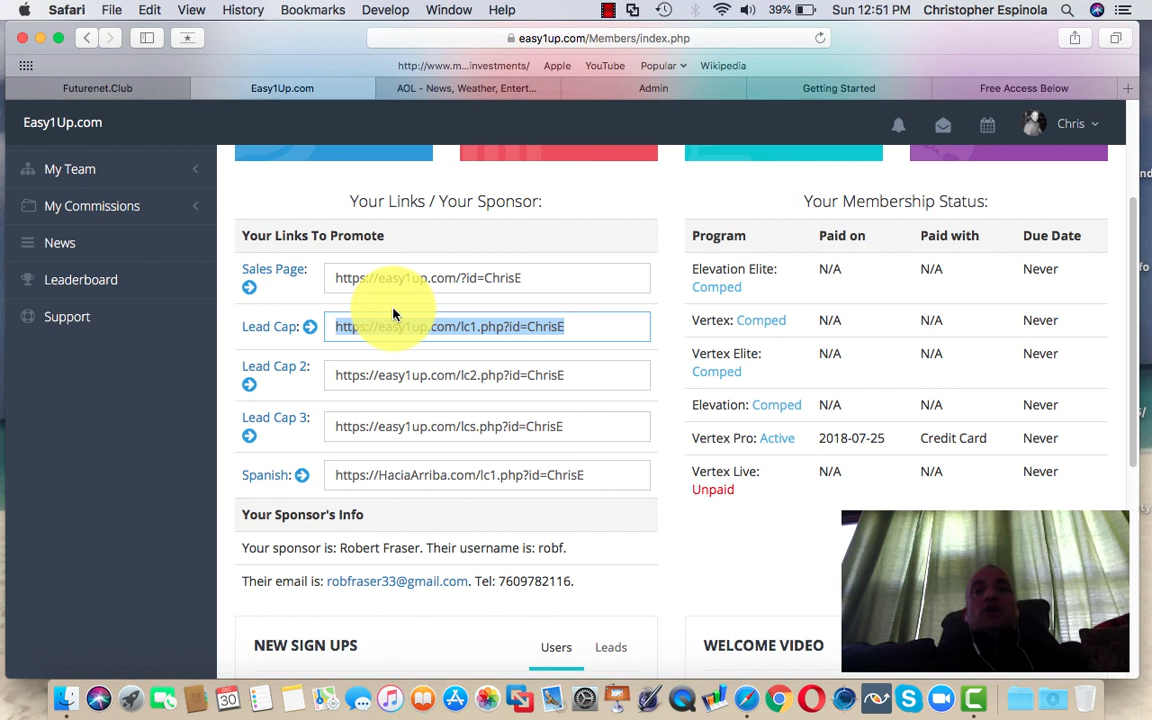 Safari File Edit View History Bookmarks Develop Window Help 39% Sun 12:51 PM Christopher Espinola
easy1up.com/Members/index.php
http://www.m...investments/ Apple YouTube Popular Wikipedia
Futurenet.Club Easy1Up.com AOL - News, Weather, Entert... Admin Getting Started Free Access Below
Easy1Up.com Chris
My Team
My Commissions
News
Leaderboard
Support
Your Links / Your Sponsor:
Your Links To Promote
Sales Page: https://easy1up.com/?id=ChrisE
Lead Cap: https://easy1up.com/lc1.php?id=ChrisE
Lead Cap 2: https://easy1up.com/lc2.php?id=ChrisE
Lead Cap 3: https://easy1up.com/lcs.php?id=ChrisE
Spanish: https://HaciaArriba.com/lc1.php?id=ChrisE
Your Sponsor's Info
Your sponsor is: Robert Fraser. Their username is: robf.
Their email is: robfraser33@gmail.com. Tel: 7609782116.
NEW SIGN UPS Users Leads
Your Membership Status:
Program Paid on Paid with Due Date
Elevation Elite: N/A N/A Never
Comped
Vertex: Comped N/A N/A Never
Vertex Elite: N/A N/A Never
Comped
Elevation: Comped N/A N/A Never
Vertex Pro: Active 2018-07-25 Credit Card Never
Vertex Live: N/A N/A Never
Unpaid
WELCOME VIDEO
DEC
30